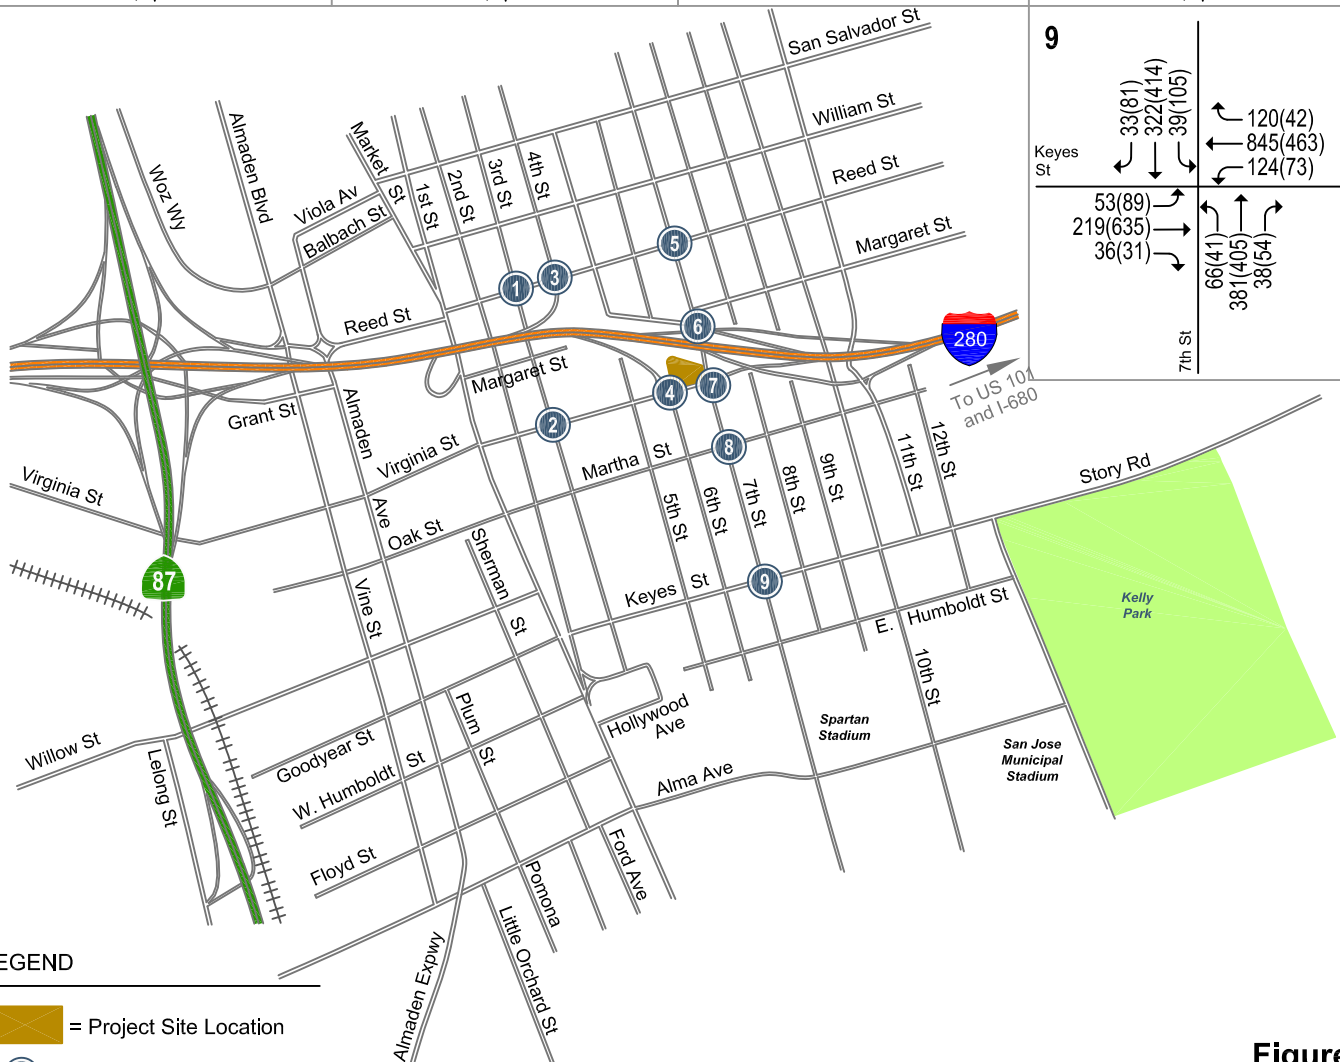 San Salvador St
William St
Reed St
Margaret St
9
33(81)
322(414)
39(105)
120(42)
845(463)
124(73)
Keyes
St
53(89)
219(635)
36(31)
66(41)
381(405)
38(54)
7th St
Woz Wy
Almaden Blvd
Market St
1st St
2nd St
3rd St
4th St
Viola Av
Balbach St
5
3
1
Reed St
6
280
To US 101
and I-680
Margaret St
Grant St
Almaden Ave
4
7
2
8
Virginia St
Virginia St
Martha St
Oak St
5th St
6th St
7th St
8th St
9th St
11th St
12th St
Story Rd
87
Vine St
Sherman St
Keyes St
9
E. Humboldt St
Kelly
Park
10th St
Willow St
Lelong St
Goodyear St
W. Humboldt St
Plum St
Hollywood
Ave
Spartan
Stadium
San Jose
Municipal
Stadium
Alma Ave
Floyd St
Ford Ave
Pomona
Little Orchard St
Almaden Expwy
EGEND
= Project Site Location
Figure